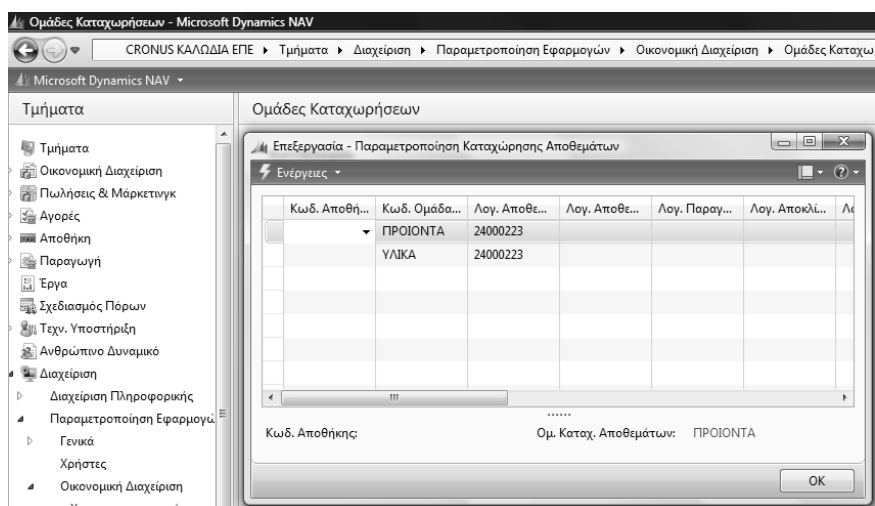 Ομάδες Καταχωρήσεων - Microsoft Dynamics NAV
CRONUS ΚΑΛΩΔΙΑ ΕΠΕ ▸ Τμήματα ▸ Διαχείριση ▸ Παραμετροποίηση Εφαρμογών ▸ Οικονομική Διαχείριση ▸ Ομάδες Καταχω
Microsoft Dynamics NAV
Τμήματα
Ομάδες Καταχωρήσεων
Τμήματα
Οικονομική Διαχείριση
Πωλήσεις & Μάρκετινγκ
Αγορές
Αποθήκη
Παραγωγή
Έργα
Σχεδιασμός Πόρων
Τεχν. Υποστήριξη
Ανθρώπινο Δυναμικό
Διαχείριση
Διαχείριση Πληροφορικής
Παραμετροποίηση Εφαρμογώ
Γενικά
Χρήστες
Οικονομική Διαχείριση
Επεξεργασία - Παραμετροποίηση Καταχώρησης Αποθεμάτων
Ενέργειες
Κωδ. Αποθή... Κωδ. Ομάδα... Λογ. Αποθε... Λογ. Αποθε... Λογ. Παραγ... Λογ. Αποκλί... Λο
ΠΡΟΙΟΝΤΑ 24000223
ΥΛΙΚΑ 24000223
Κωδ. Αποθήκης: Ομ. Καταχ. Αποθεμάτων: ΠΡΟΙΟΝΤΑ
OK